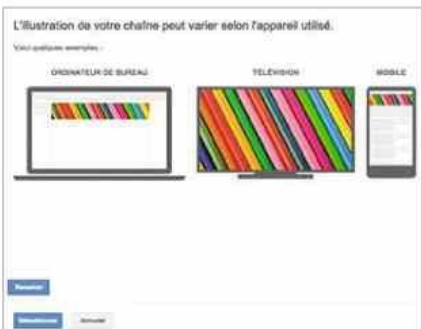 L'illustration de votre chaîne peut varier selon l'appareil utilisé.
Voici quelques exemples :
ORDINATEUR DE BUREAU TÉLÉVISION MOBILE
Sélectionner Annuler